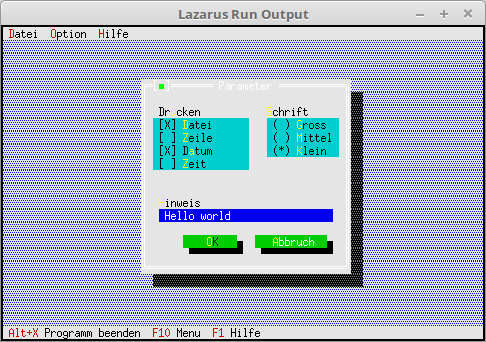 Lazarus Run Output
Datei Option Hilfe
Parameter
Dr cken
[X] Datei
[ ] Zeile
[X] Datum
[ ] Zeit
chrift
( ) Gross
( ) Mittel
(*) Klein
inweis
Hello world
OK Abbruch
Alt+X Programm beenden F10 Menu F1 Hilfe